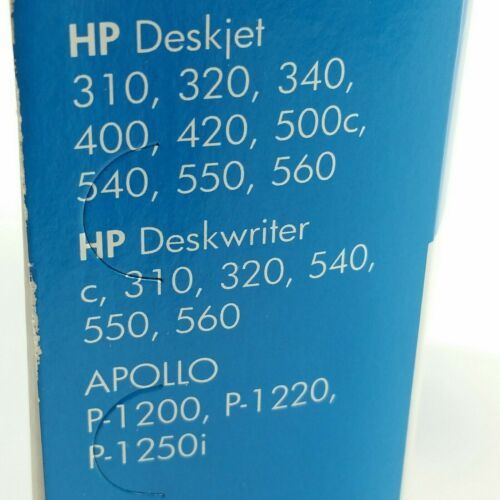 HP Deskjet
310, 320, 340,
400, 420, 500c,
540, 550, 560
HP Deskwriter
c, 310, 320, 540,
550, 560
APOLLO
P-1200, P-1220,
P-1250i